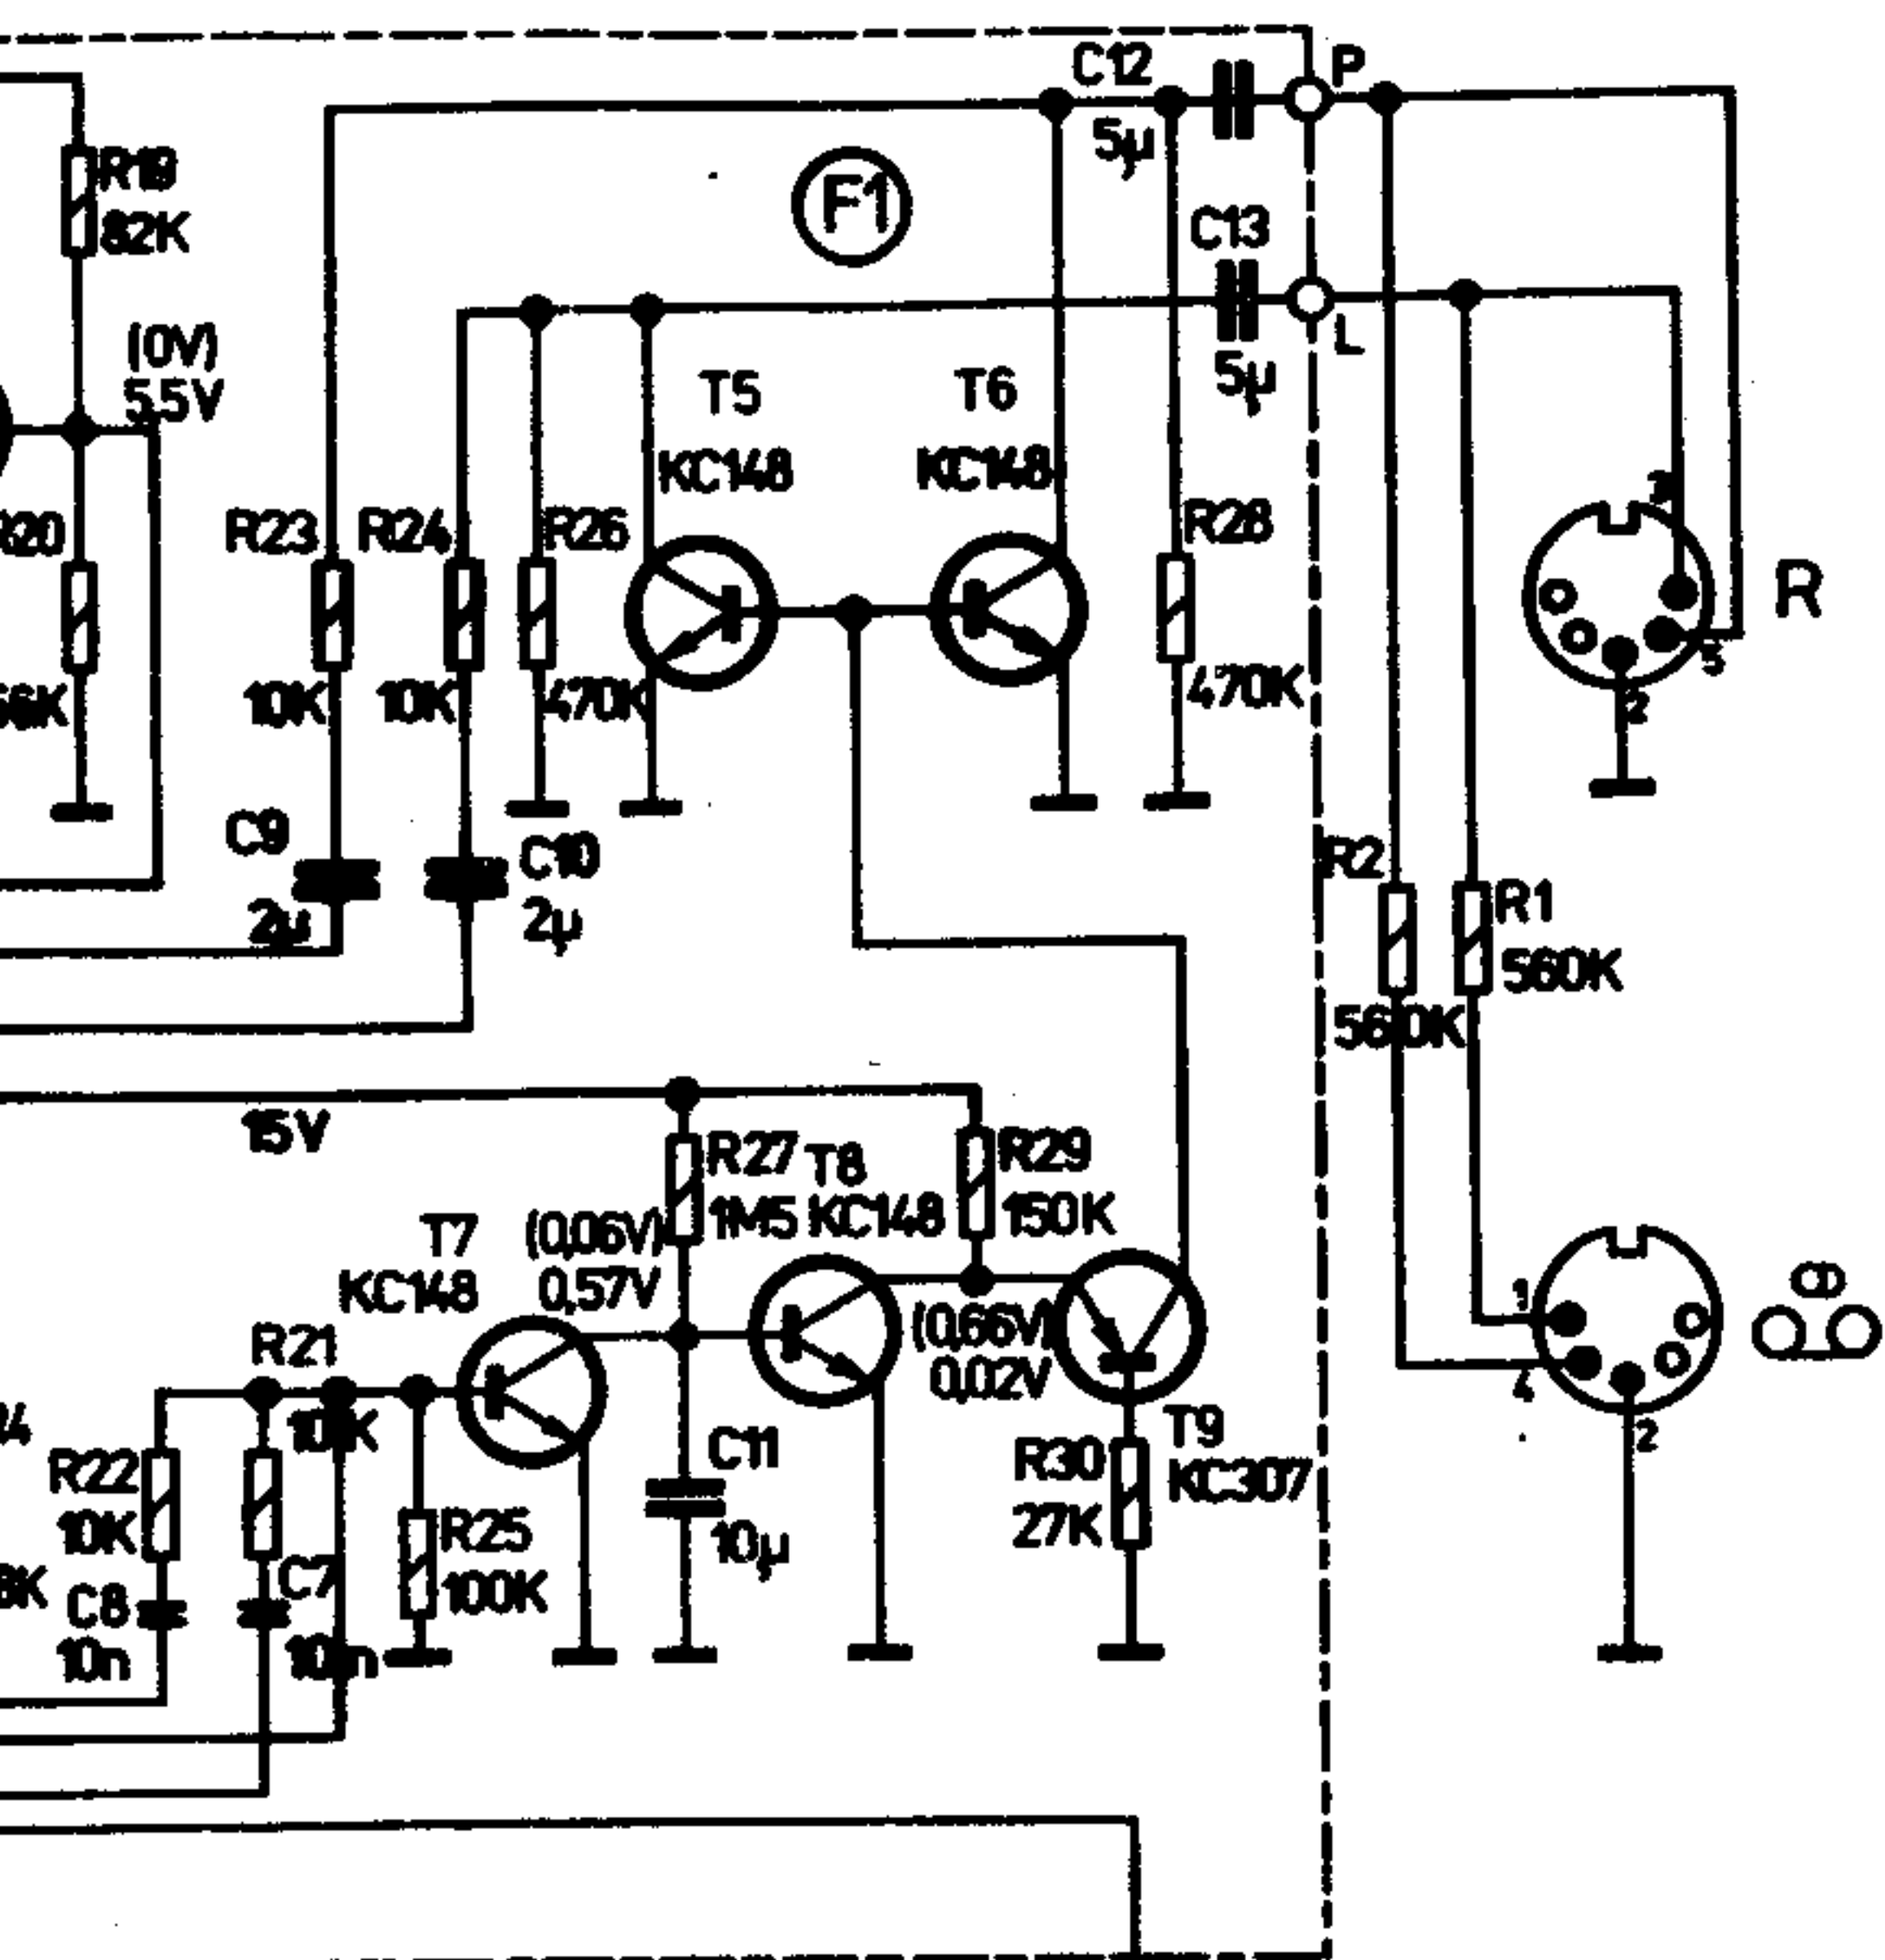 C12
P
5µ
R19
82K
F1
C13
L
5µ
(0V)
5.5V
T5
KC148
T6
KC148
3
R23
R24
R26
R28
R
10K
10K
470K
470K
5
2
C9
2µ
C10
2µ
R2
R1
560K
560K
15V
R27
1M5
T8
KC148
R29
150K
T7
KC148
(0,06V)
0,57V
R21
10K
(0,66V)
0,02V
1
4
2
R22
10K
C11
10µ
R30
27K
T9
KC307
R25
100K
C7
10n
C8
10n